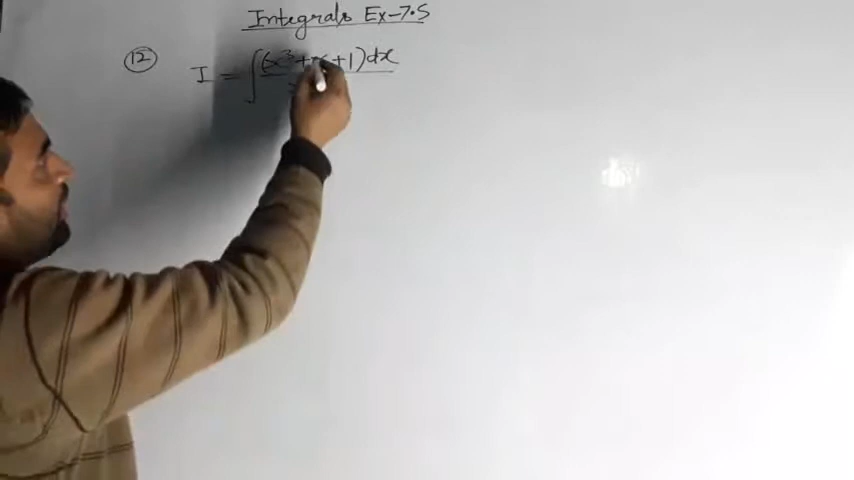 Integrals Ex-7.5
12 I = ∫ (x³ + x + 1) dx